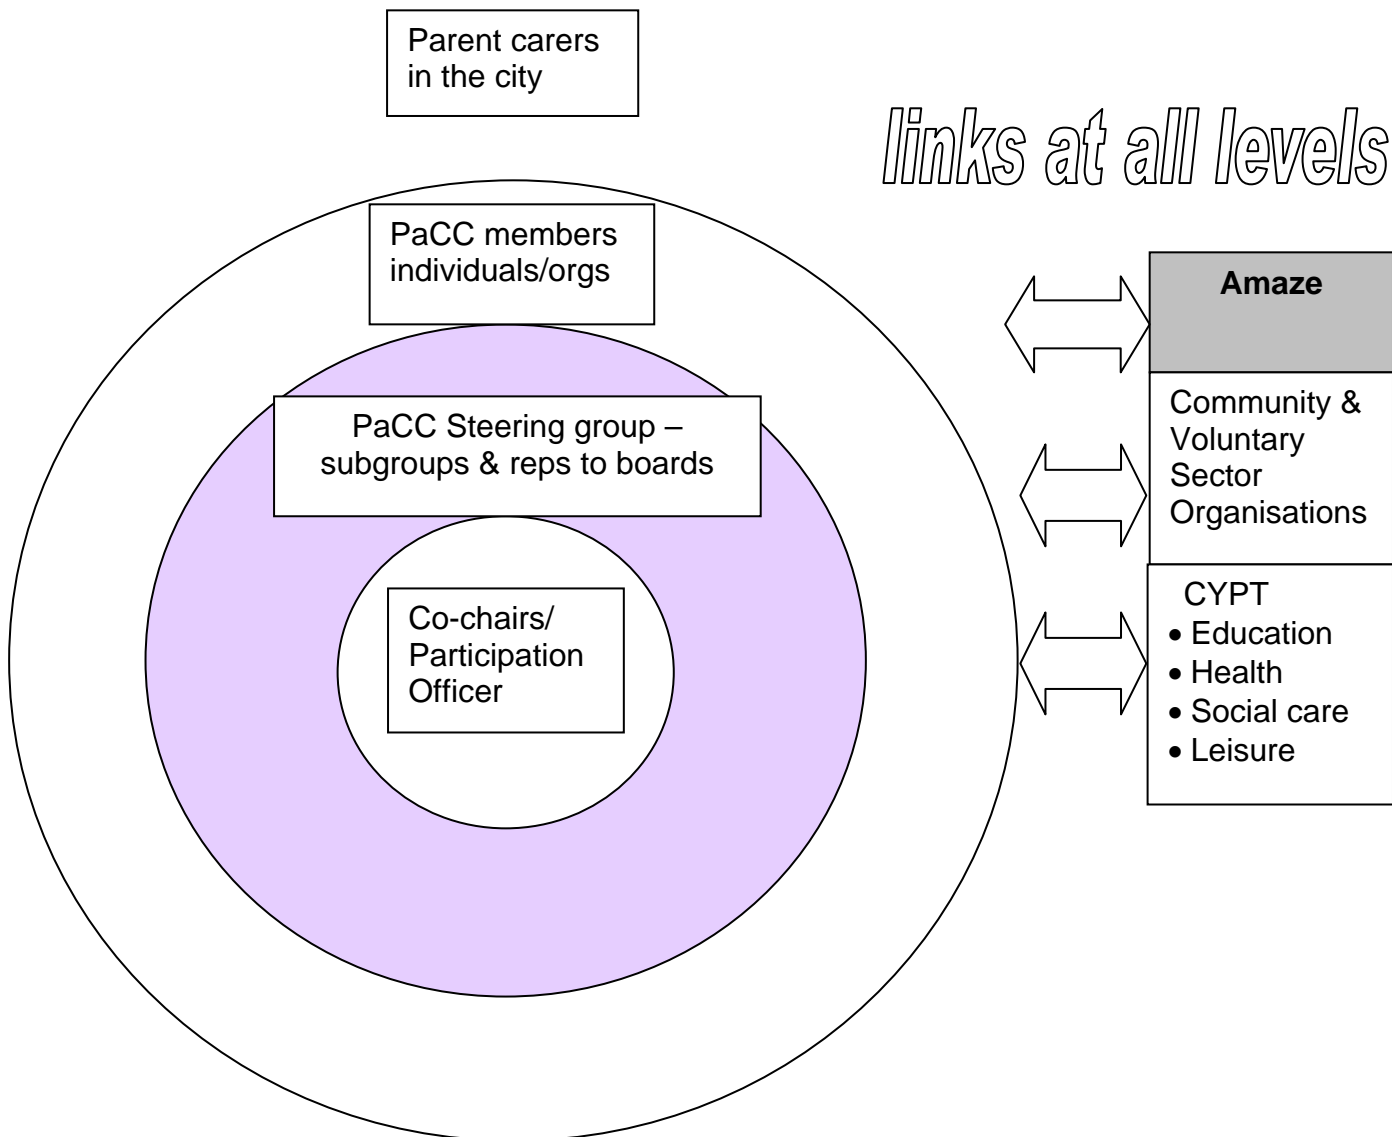 Parent carers
in the city
links at all levels
PaCC members
individuals/orgs
PaCC Steering group –
subgroups & reps to boards
Co-chairs/
Participation
Officer
Amaze
Community &
Voluntary
Sector
Organisations
CYPT
• Education
• Health
• Social care
• Leisure